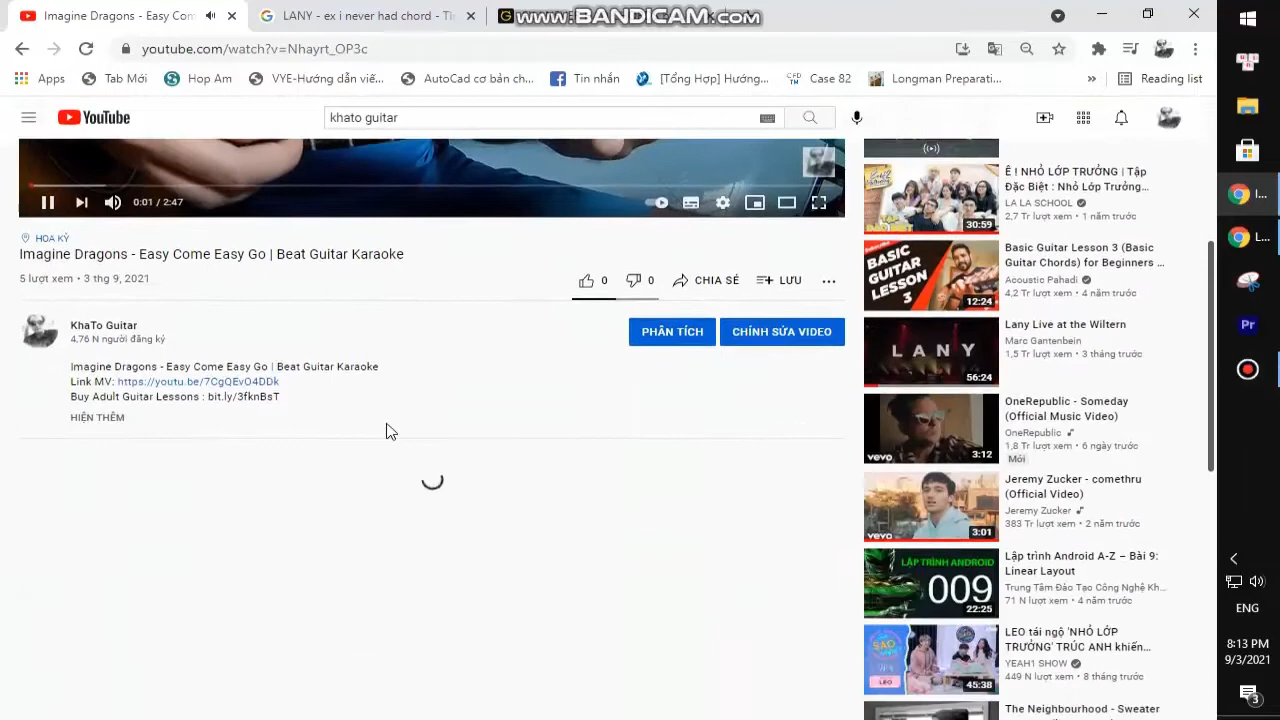 Imagine Dragons - Easy Com
LANY - ex i never had chord - Th
www.BANDICAM.com
youtube.com/watch?v=Nhayrt_OP3c
Apps
Tab Mới
Hop Am
VYE-Hướng dẫn viế...
AutoCad cơ bản ch...
Tin nhắn
[Tổng Hợp] Hướng...
Case 82
Longman Preparati...
»
Reading list
YouTube
khato guitar
0:01 / 2:47
HOA KỲ
Imagine Dragons - Easy Come Easy Go | Beat Guitar Karaoke
5 lượt xem • 3 thg 9, 2021
0
0
CHIA SẺ
LƯU
KhaTo Guitar
4,76 N người đăng ký
PHÂN TÍCH
CHỈNH SỬA VIDEO
Imagine Dragons - Easy Come Easy Go | Beat Guitar Karaoke
Link MV: https://youtu.be/7CgQEvO4DDk
Buy Adult Guitar Lessons : bit.ly/3fknBsT
HIỆN THÊM
30:59
Ê ! NHỎ LỚP TRƯỞNG | Tập
Đặc Biệt : Nhỏ Lớp Trưởng...
LA LA SCHOOL
2,7 Tr lượt xem • 1 năm trước
BASIC
GUITAR
LESSON
3
12:24
Basic Guitar Lesson 3 (Basic
Guitar Chords) for Beginners ...
Acoustic Pahadi
4,2 Tr lượt xem • 4 năm trước
LANY
56:24
Lany Live at the Wiltern
Marc Gantenbein
1,5 Tr lượt xem • 3 tháng trước
vevo
3:12
OneRepublic - Someday
(Official Music Video)
OneRepublic
1,8 Tr lượt xem • 6 ngày trước
Mới
vevo
3:01
Jeremy Zucker - comethru
(Official Video)
Jeremy Zucker
383 Tr lượt xem • 2 năm trước
LẬP TRÌNH ANDROID
009
22:25
Lập trình Android A-Z – Bài 9:
Linear Layout
Trung Tâm Đào Tạo Công Nghệ Kh...
71 N lượt xem • 4 năm trước
SAO
LEO
45:38
LEO tái ngộ 'NHỎ LỚP
TRƯỞNG' TRÚC ANH khiến...
YEAH1 SHOW
449 N lượt xem • 8 tháng trước
The Neighbourhood - Sweater
I...
L...
Pr
ENG
8:13 PM
9/3/2021
3